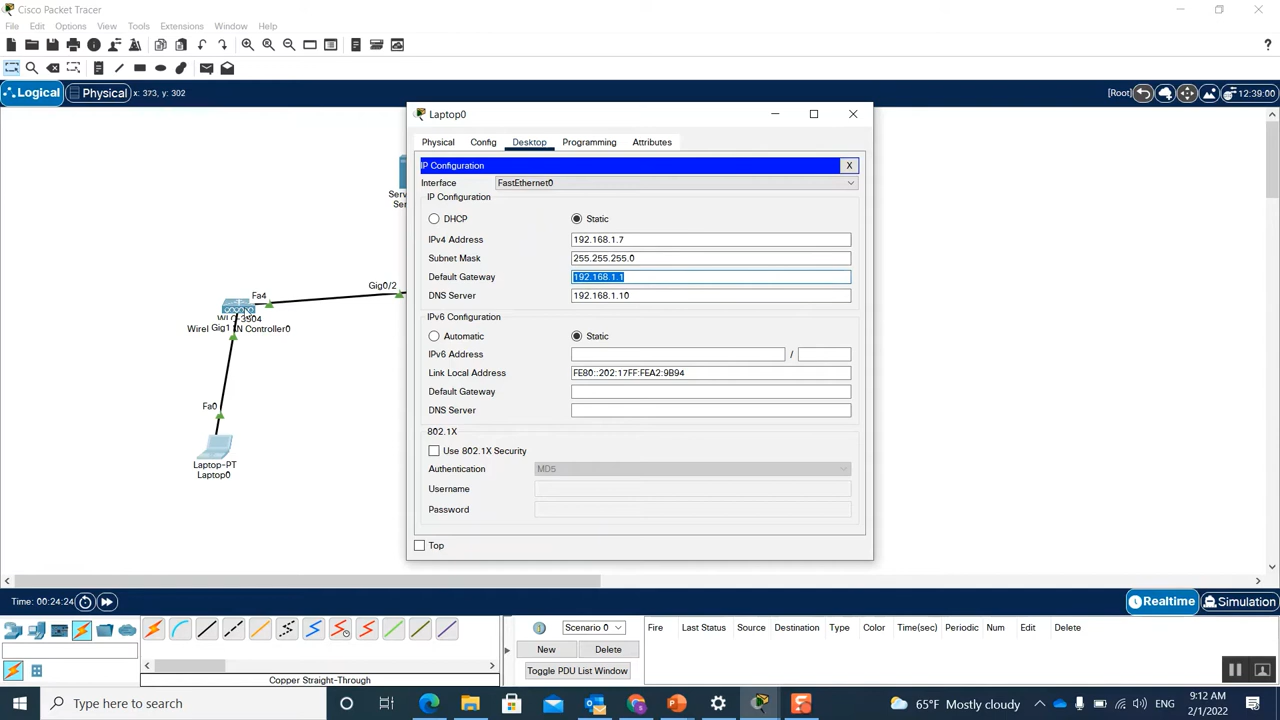 Cisco Packet Tracer
File Edit Options View Tools Extensions Window Help
Logical Physical x: 373, y: 302 [Root] 12:39:00
Laptop0
Physical Config Desktop Programming Attributes
IP Configuration X
Interface FastEthernet0
IP Configuration
DHCP Static
IPv4 Address 192.168.1.7
Subnet Mask 255.255.255.0
Default Gateway 192.168.1.1
DNS Server 192.168.1.10
IPv6 Configuration
Automatic Static
IPv6 Address /
Link Local Address FE80::202:17FF:FEA2:9B94
Default Gateway
DNS Server
802.1X
Use 802.1X Security
Authentication MD5
Username
Password
Top
Serv
Ser
Gig0/2
Fa4
Gig1
Fa0
Laptop-PT
Laptop0
Time: 00:24:24 Realtime Simulation
Scenario 0 Fire Last Status Source Destination Type Color Time(sec) Periodic Num Edit Delete
New Delete
Toggle PDU List Window
Copper Straight-Through
Type here to search
65°F Mostly cloudy ENG 9:12 AM
2/1/2022